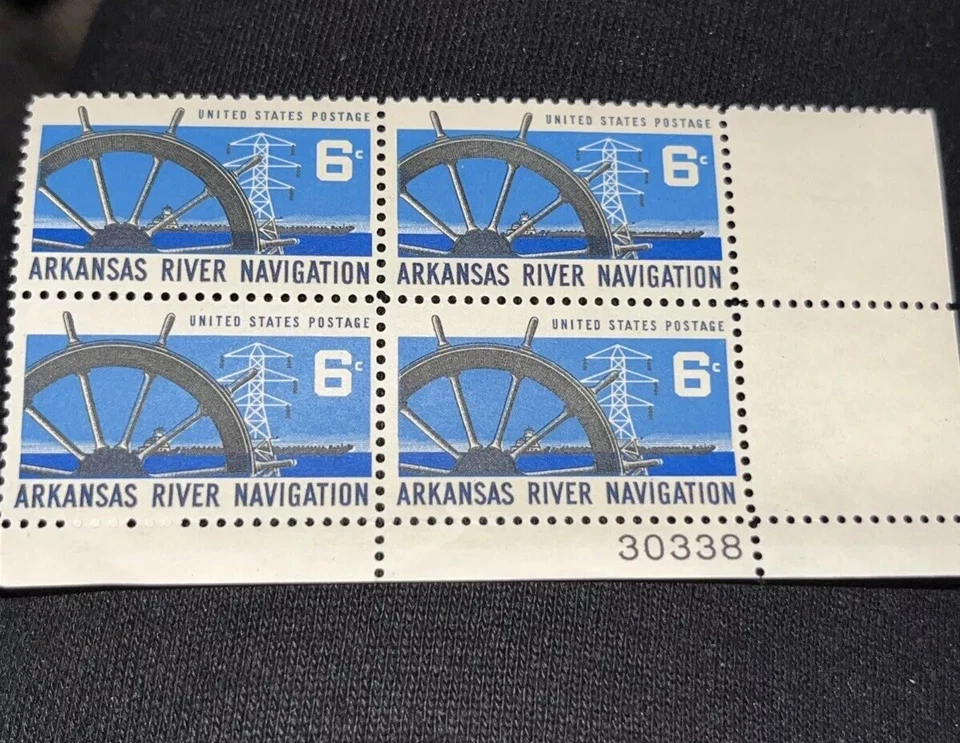 UNITED STATES POSTAGE
6c
ARKANSAS RIVER NAVIGATION
UNITED STATES POSTAGE
6c
ARKANSAS RIVER NAVIGATION
UNITED STATES POSTAGE
6c
ARKANSAS RIVER NAVIGATION
UNITED STATES POSTAGE
6c
ARKANSAS RIVER NAVIGATION
30338